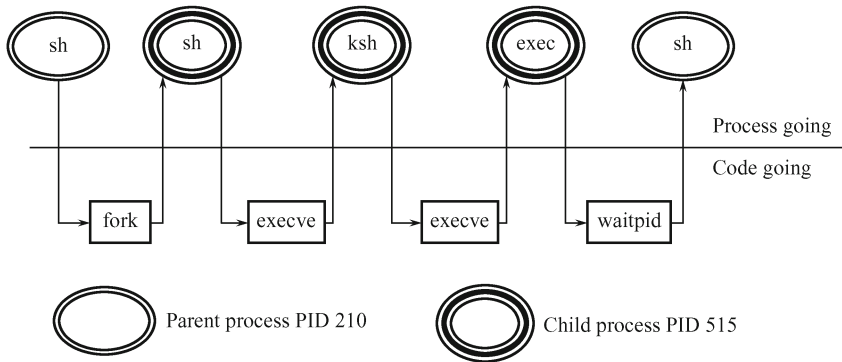 sh
sh
ksh
exec
sh
Process going
Code going
fork
execve
execve
waitpid
Parent process PID 210
Child process PID 515